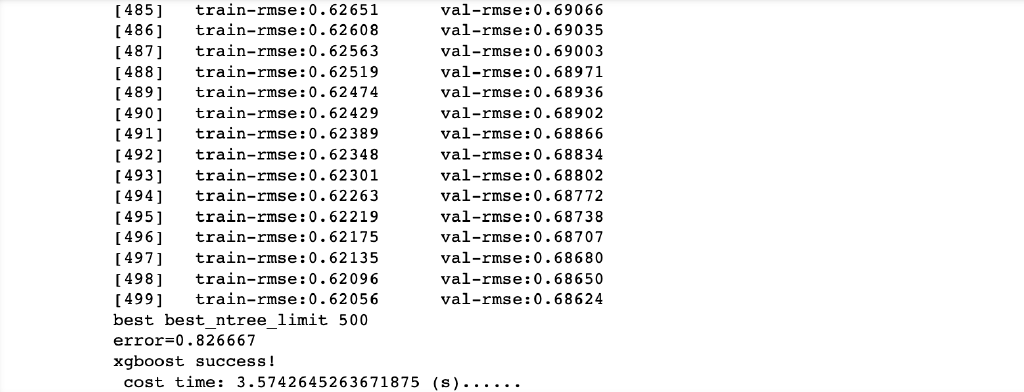 [485] train-rmse:0.62651 val-rmse:0.69066
[486] train-rmse:0.62608 val-rmse:0.69035
[487] train-rmse:0.62563 val-rmse:0.69003
[488] train-rmse:0.62519 val-rmse:0.68971
[489] train-rmse:0.62474 val-rmse:0.68936
[490] train-rmse:0.62429 val-rmse:0.68902
[491] train-rmse:0.62389 val-rmse:0.68866
[492] train-rmse:0.62348 val-rmse:0.68834
[493] train-rmse:0.62301 val-rmse:0.68802
[494] train-rmse:0.62263 val-rmse:0.68772
[495] train-rmse:0.62219 val-rmse:0.68738
[496] train-rmse:0.62175 val-rmse:0.68707
[497] train-rmse:0.62135 val-rmse:0.68680
[498] train-rmse:0.62096 val-rmse:0.68650
[499] train-rmse:0.62056 val-rmse:0.68624
best best_ntree_limit 500
error=0.826667
xgboost success!
cost time: 3.5742645263671875 (s)......